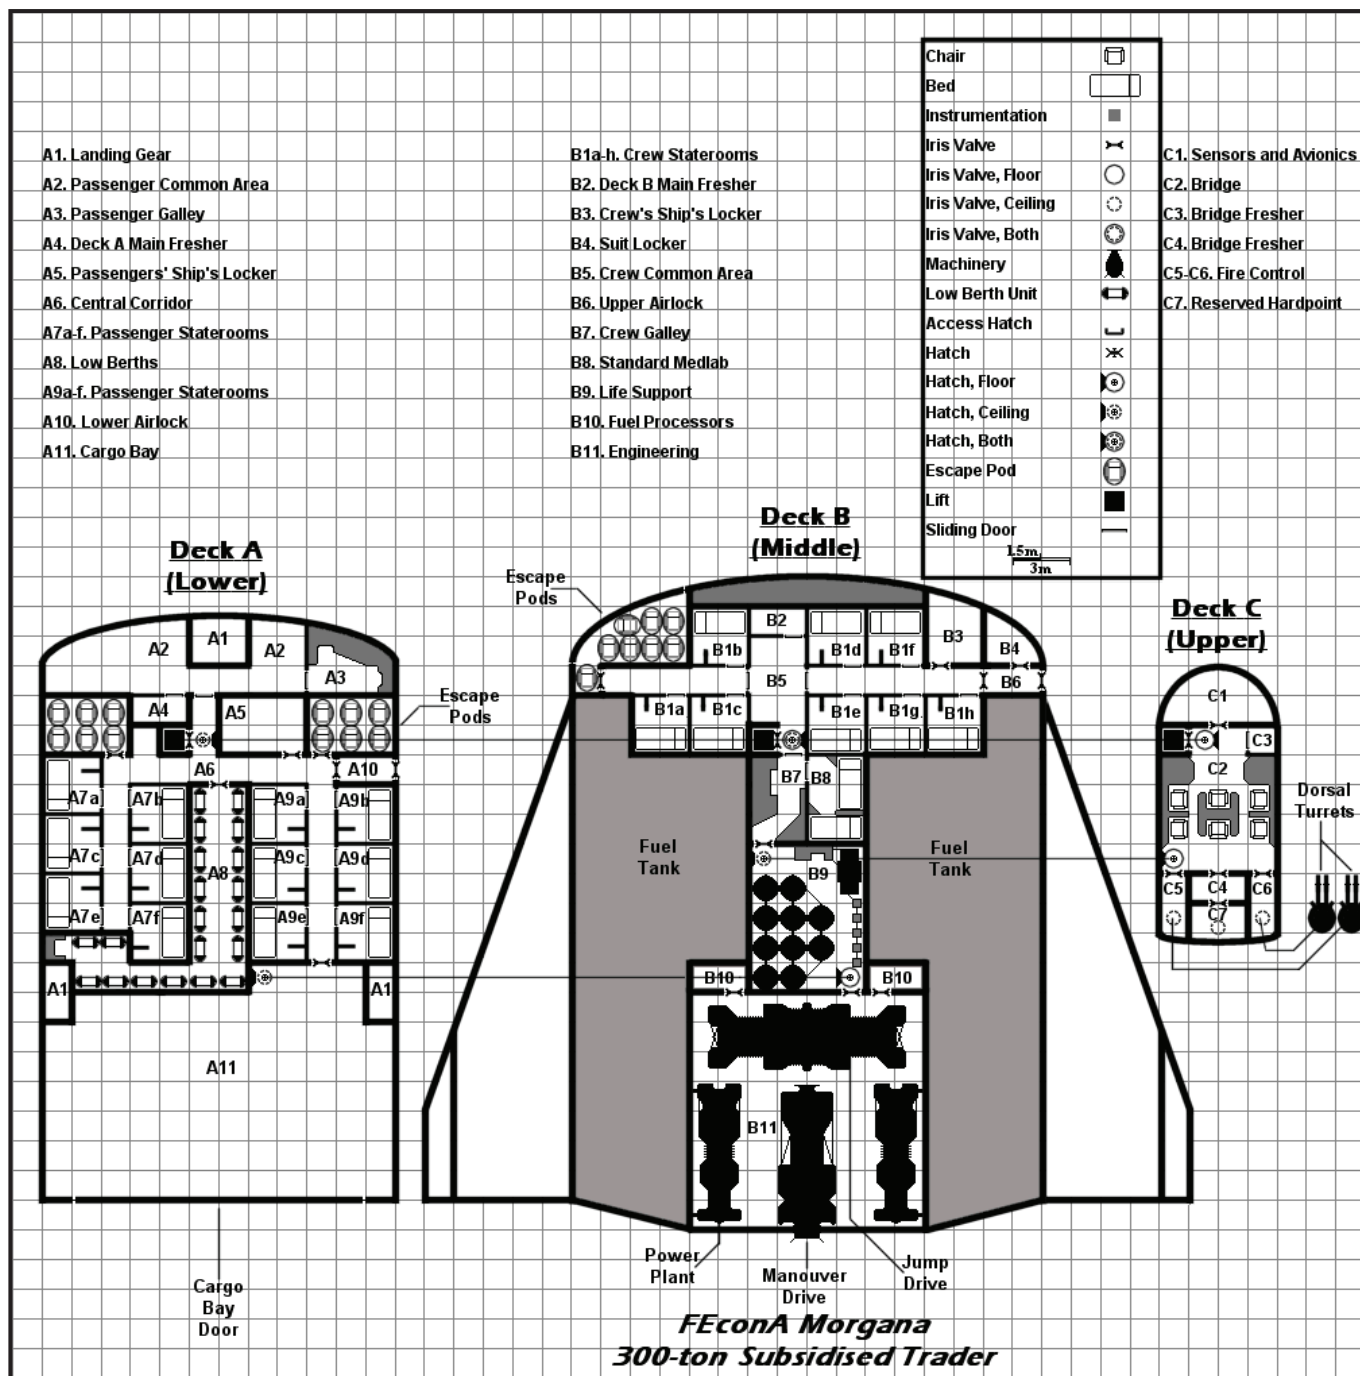 Chair
Bed
Instrumentation
Iris Valve
Iris Valve, Floor
Iris Valve, Ceiling
Iris Valve, Both
Machinery
Low Berth Unit
Access Hatch
Hatch
Hatch, Floor
Hatch, Ceiling
Hatch, Both
Escape Pod
Lift
Sliding Door
1.5m
3m
A1. Landing Gear
A2. Passenger Common Area
A3. Passenger Galley
A4. Deck A Main Fresher
A5. Passengers' Ship's Locker
A6. Central Corridor
A7a-f. Passenger Staterooms
A8. Low Berths
A9a-f. Passenger Staterooms
A10. Lower Airlock
A11. Cargo Bay
B1a-h. Crew Staterooms
B2. Deck B Main Fresher
B3. Crew's Ship's Locker
B4. Suit Locker
B5. Crew Common Area
B6. Upper Airlock
B7. Crew Galley
B8. Standard Medlab
B9. Life Support
B10. Fuel Processors
B11. Engineering
C1. Sensors and Avionics
C2. Bridge
C3. Bridge Fresher
C4. Bridge Fresher
C5-C6. Fire Control
C7. Reserved Hardpoint
Deck A
(Lower)
A2
A1
A2
A3
A4
A5
Escape
Pods
A6
A10
A7a
A7b
A9a
A9b
A7c
A7d
A8
A9c
A9d
A7e
A7f
A9e
A9f
A1
A1
A11
Cargo
Bay
Door
Deck B
(Middle)
Escape
Pods
B2
B1b
B1d
B1f
B3
B4
B5
B6
B1a
B1c
B1e
B1g
B1h
B7
B8
Fuel
Tank
Fuel
Tank
B9
B10
B10
B11
Power
Plant
Manouver
Drive
Jump
Drive
Deck C
(Upper)
C1
C3
C2
Dorsal
Turrets
C5
C4
C6
C7
FEconA Morgana
300-ton Subsidised Trader